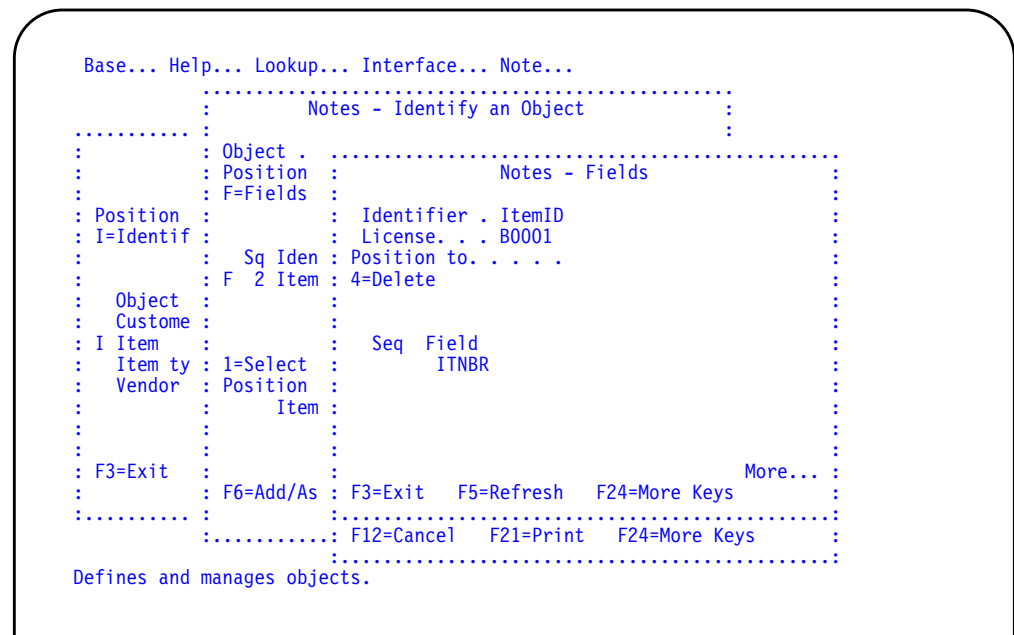 Base... Help... Lookup... Interface... Note...
..................................................
: Notes - Identify an Object :
........... : :
: : Object . ................................................
: : Position : Notes - Fields :
: : F=Fields : :
: Position : : Identifier . ItemID :
: I=Identif : : License. . . B0001 :
: : Sq Iden : Position to. . . . . :
: : F 2 Item : 4=Delete :
: Object : : :
: Custome : : :
: I Item : : Seq Field :
: Item ty : 1=Select : ITNBR :
: Vendor : Position : :
: : Item : :
: : : :
: : : :
: F3=Exit : : More... :
: : F6=Add/As : F3=Exit F5=Refresh F24=More Keys :
:.......... : :...............................................:
:...........: F12=Cancel F21=Print F24=More Keys :
:...............................................:
Defines and manages objects.